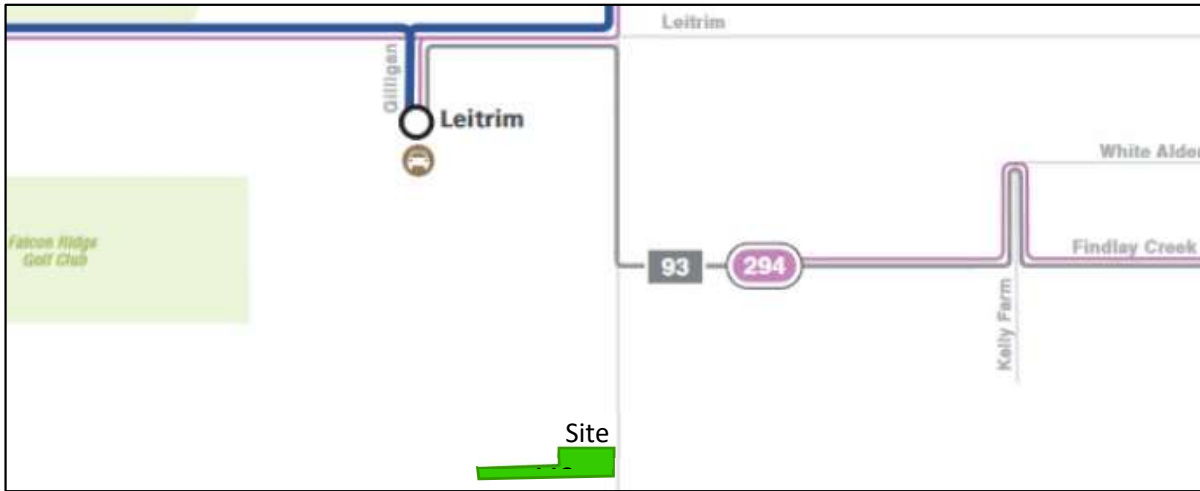 Leitrim
Gilligan
Leitrim
White Alder
Falcon Ridge
Golf Club
Findlay Creek
93
294
Kelly Farm
Site